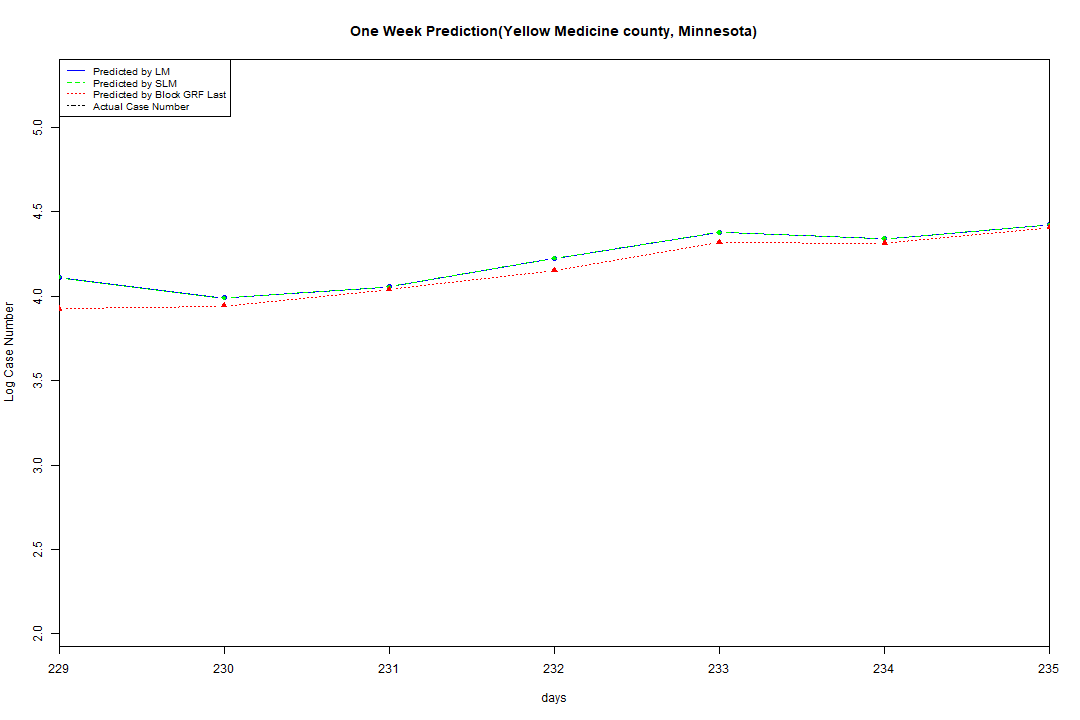 One Week Prediction(Yellow Medicine county, Minnesota)
Predicted by LM
Predicted by SLM
Predicted by Block GRF Last
Actual Case Number
Log Case Number
5.0
4.5
4.0
3.5
3.0
2.5
2.0
229 230 231 232 233 234 235
days